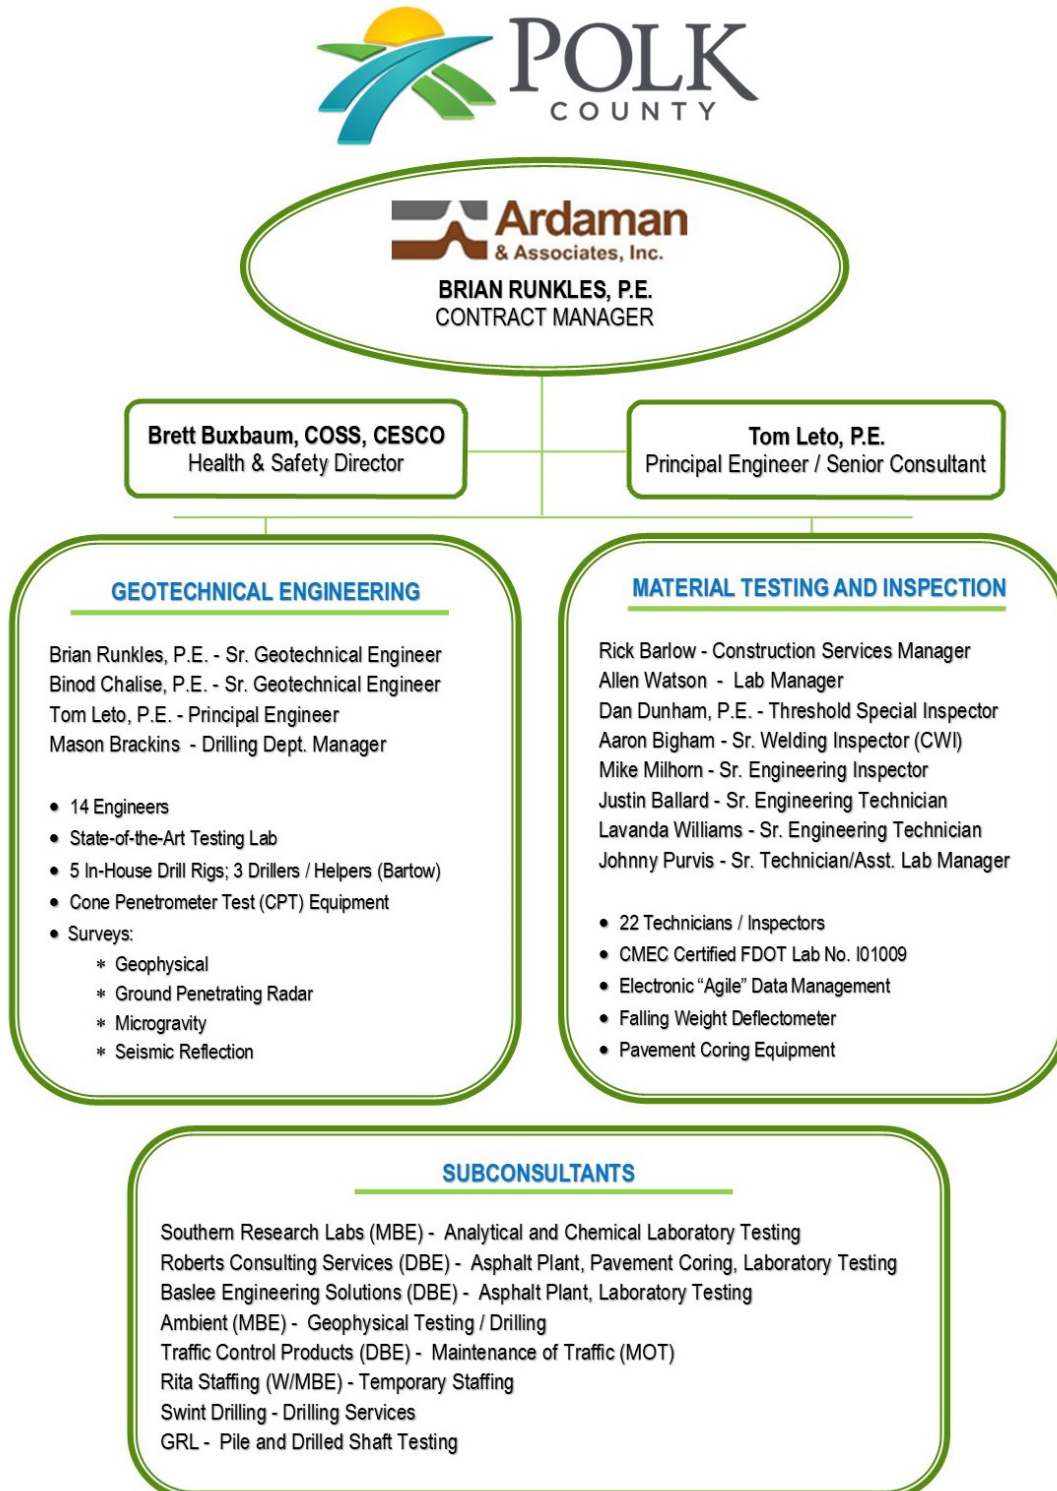 POLK
COUNTY
Ardaman
& Associates, Inc.
BRIAN RUNKLES, P.E.
CONTRACT MANAGER
Brett Buxbaum, COSS, CESCO
Health & Safety Director
Tom Leto, P.E.
Principal Engineer / Senior Consultant
GEOTECHNICAL ENGINEERING
Brian Runkles, P.E. - Sr. Geotechnical Engineer
Binod Chalise, P.E. - Sr. Geotechnical Engineer
Tom Leto, P.E. - Principal Engineer
Mason Brackins - Drilling Dept. Manager
• 14 Engineers
• State-of-the-Art Testing Lab
• 5 In-House Drill Rigs; 3 Drillers / Helpers (Bartow)
• Cone Penetrometer Test (CPT) Equipment
• Surveys:
* Geophysical
* Ground Penetrating Radar
* Microgravity
* Seismic Reflection
MATERIAL TESTING AND INSPECTION
Rick Barlow - Construction Services Manager
Allen Watson - Lab Manager
Dan Dunham, P.E. - Threshold Special Inspector
Aaron Bigham - Sr. Welding Inspector (CWI)
Mike Milhorn - Sr. Engineering Inspector
Justin Ballard - Sr. Engineering Technician
Lavanda Williams - Sr. Engineering Technician
Johnny Purvis - Sr. Technician/Asst. Lab Manager
• 22 Technicians / Inspectors
• CMEC Certified FDOT Lab No. I01009
• Electronic “Agile” Data Management
• Falling Weight Deflectometer
• Pavement Coring Equipment
SUBCONSULTANTS
Southern Research Labs (MBE) - Analytical and Chemical Laboratory Testing
Roberts Consulting Services (DBE) - Asphalt Plant, Pavement Coring, Laboratory Testing
Baslee Engineering Solutions (DBE) - Asphalt Plant, Laboratory Testing
Ambient (MBE) - Geophysical Testing / Drilling
Traffic Control Products (DBE) - Maintenance of Traffic (MOT)
Rita Staffing (W/MBE) - Temporary Staffing
Swint Drilling - Drilling Services
GRL - Pile and Drilled Shaft Testing